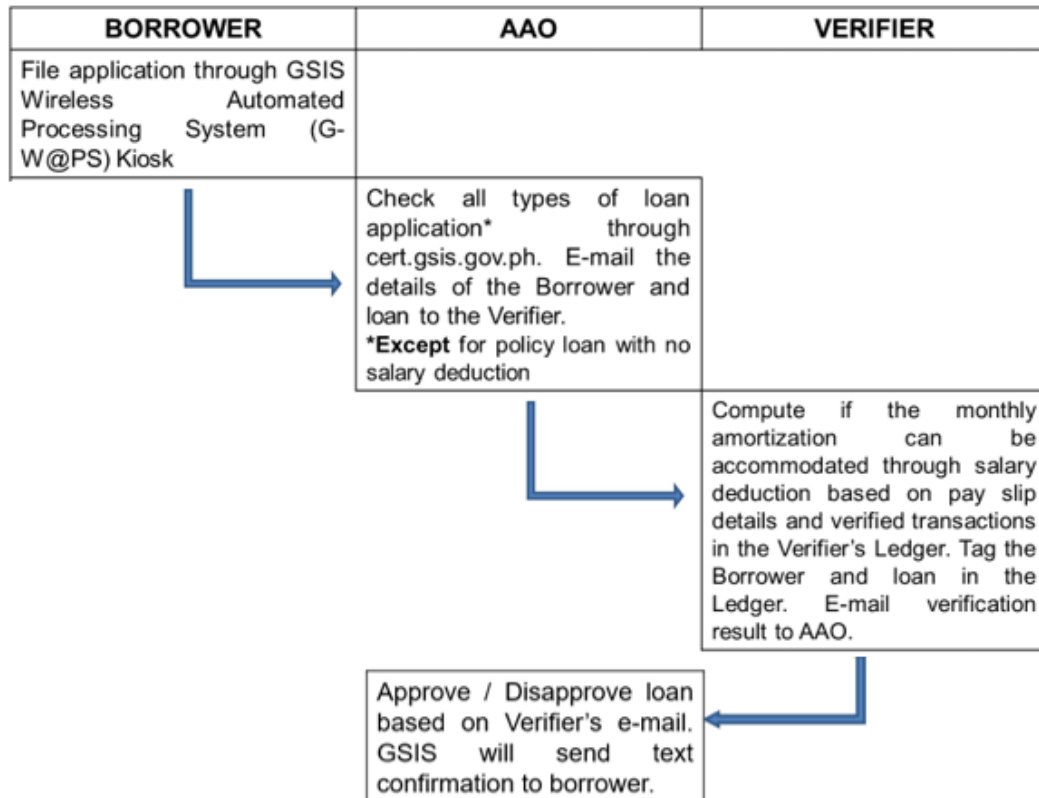 BORROWER
AAO
VERIFIER
File application through GSIS
Wireless Automated
Processing System (G-
W@PS) Kiosk
Check all types of loan
application* through
cert.gsis.gov.ph. E-mail the
details of the Borrower and
loan to the Verifier.
*Except for policy loan with no
salary deduction
Compute if the monthly
amortization can be
accommodated through salary
deduction based on pay slip
details and verified transactions
in the Verifier's Ledger. Tag the
Borrower and loan in the
Ledger. E-mail verification
result to AAO.
Approve / Disapprove loan
based on Verifier's e-mail.
GSIS will send text
confirmation to borrower.